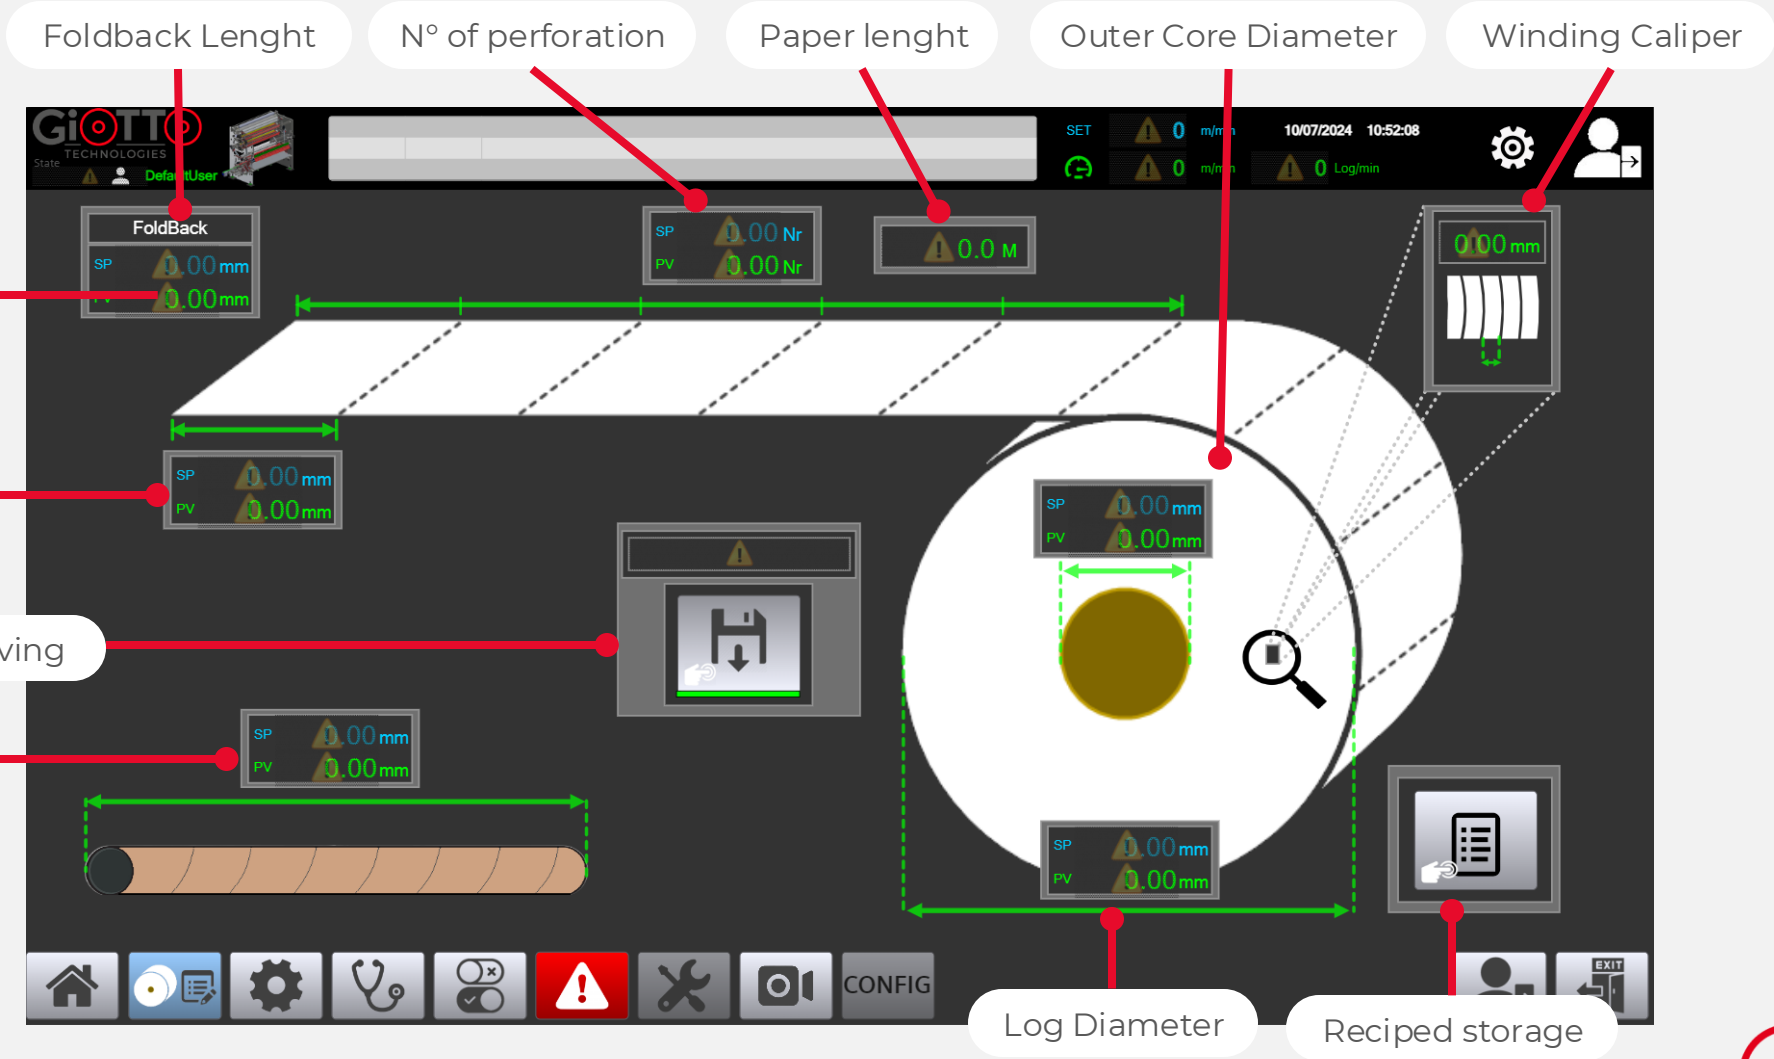 Foldback Lenght
N° of perforation
Paper lenght
Outer Core Diameter
Winding Caliper
GiOTTO
TECHNOLOGIES
State
DefaultUser
SET 0 m/min
0 m/min 0 Log/min
10/07/2024 10:52:08
FoldBack
SP 0.00 mm
PV 0.00 mm
SP 0.00 Nr
PV 0.00 Nr
0.0 M
0.00 mm
SP 0.00 mm
PV 0.00 mm
SP 0.00 mm
PV 0.00 mm
ving
SP 0.00 mm
PV 0.00 mm
SP 0.00 mm
PV 0.00 mm
CONFIG
EXIT
Log Diameter
Reciped storage